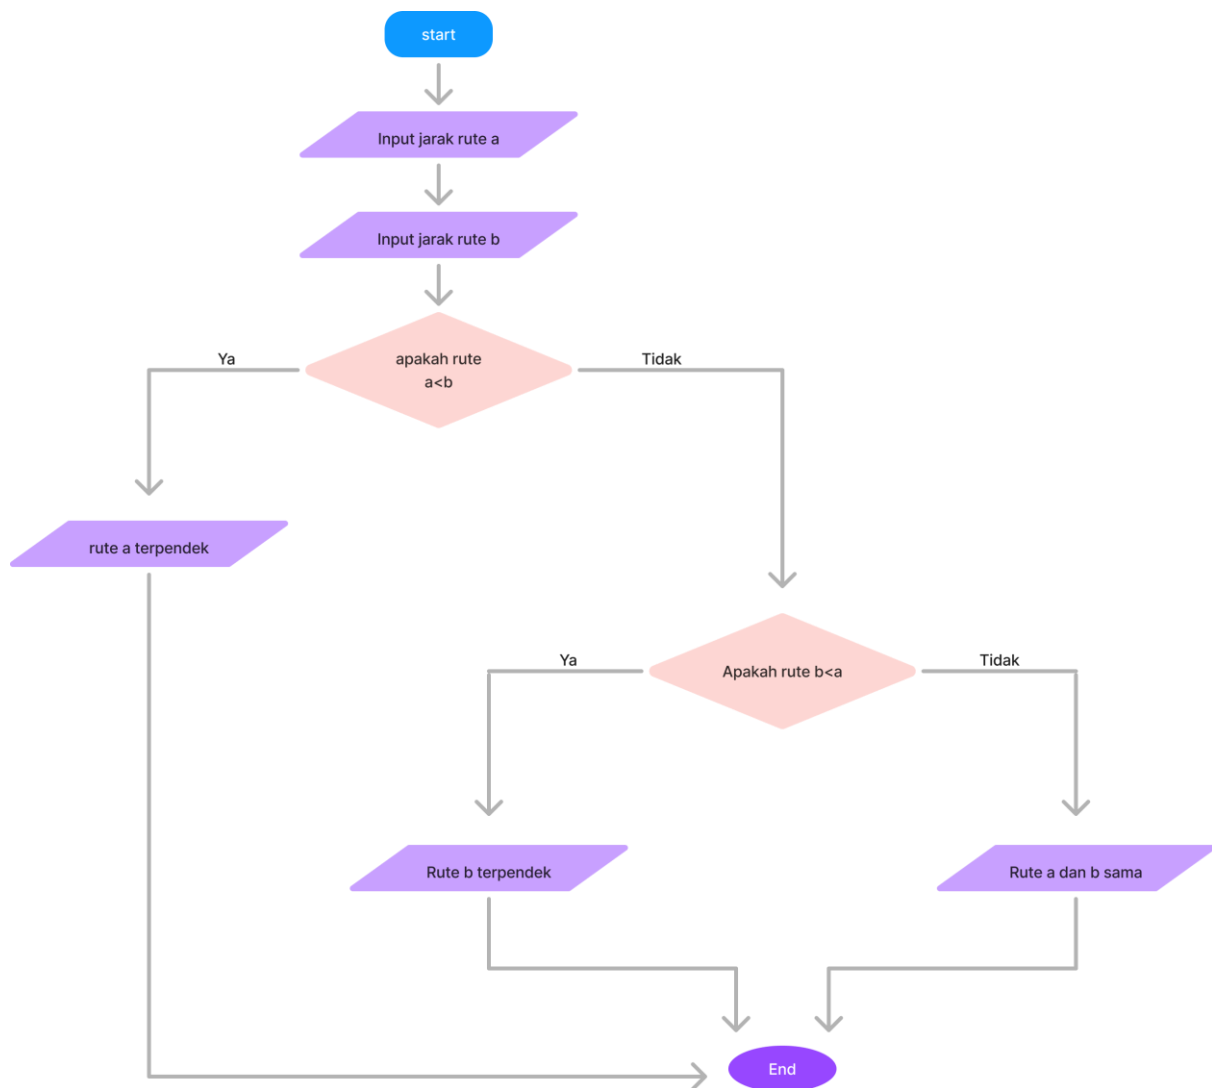 start
Input jarak rute a
Input jarak rute b
apakah rute
a<b
Ya
Tidak
rute a terpendek
Apakah rute b<a
Ya
Tidak
Rute b terpendek
Rute a dan b sama
End